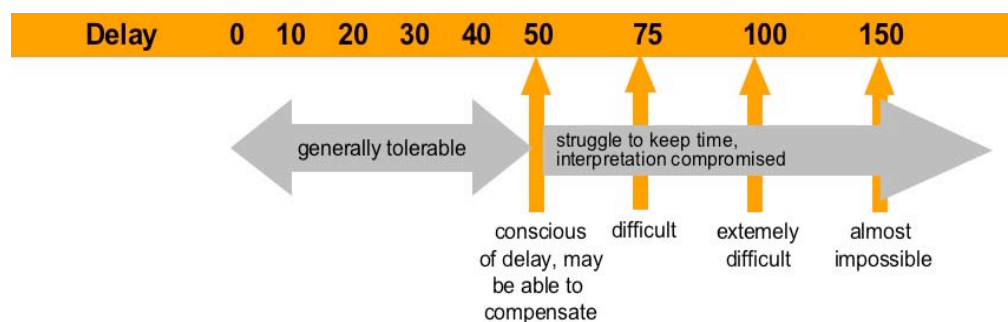 Delay 0 10 20 30 40 50 75 100 150
generally tolerable
struggle to keep time,
interpretation compromised
conscious
of delay, may
be able to
compensate
difficult
extemely
difficult
almost
impossible